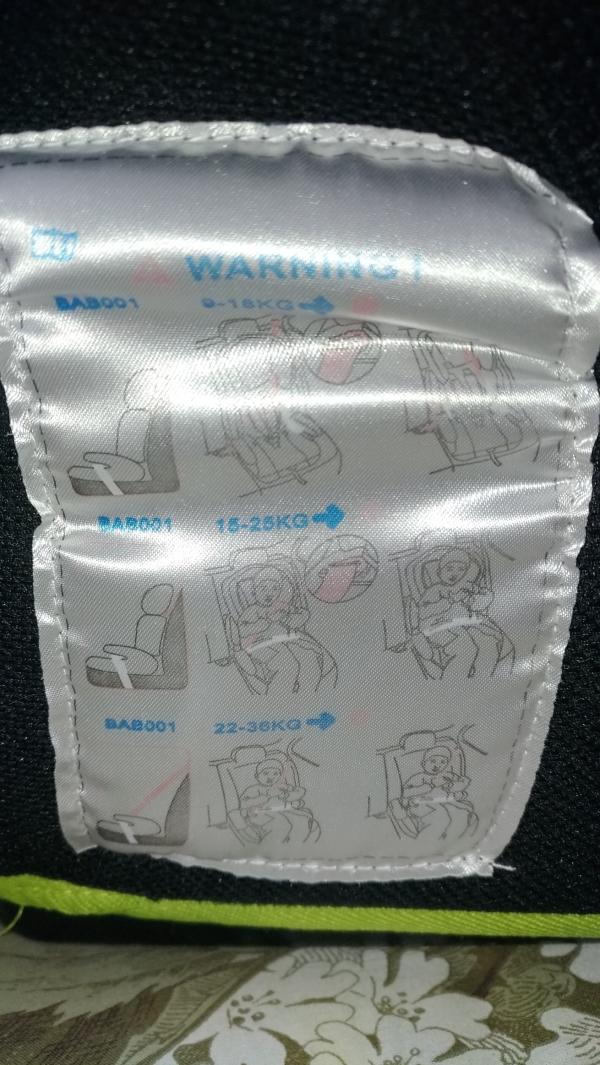 WARNING !
BAB001 9-18KG
BAB001 15-25KG
BAB001 22-36KG